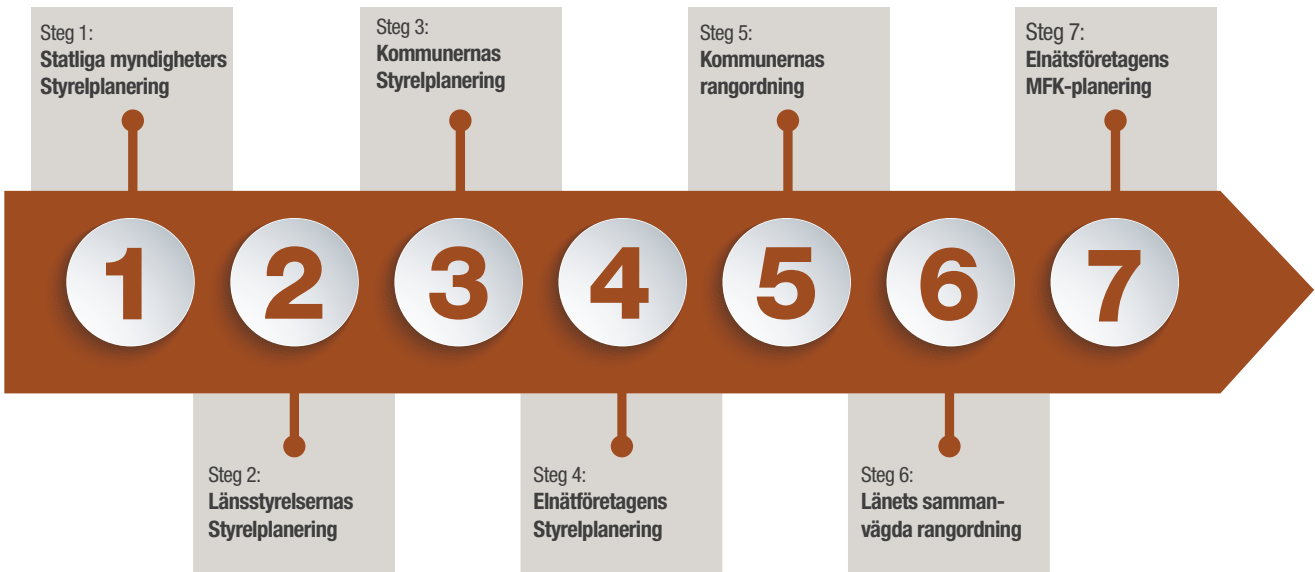 Steg 1:
Statliga myndigheters
Styrelplanering
Steg 3:
Kommunernas
Styrelplanering
Steg 5:
Kommunernas
rangordning
Steg 7:
Elnätsföretagens
MFK-planering
1 2 3 4 5 6 7
Steg 2:
Länsstyrelsernas
Styrelplanering
Steg 4:
Elnätföretagens
Styrelplanering
Steg 6:
Länets samman-
vägda rangordning